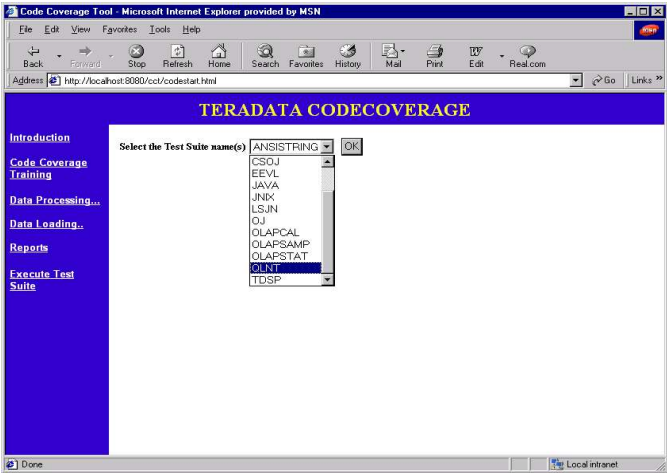 Code Coverage Tool - Microsoft Internet Explorer provided by MSN
File Edit View Favorites Tools Help
Back Forward Stop Refresh Home Search Favorites History Mail Print Edit Real.com
Address http://localhost:8080/cct/codestart.html Go Links »
TERADATA CODECOVERAGE
Introduction
Code Coverage
Training
Data Processing...
Data Loading..
Reports
Execute Test
Suite
Select the Test Suite name(s) ANSISTRING OK
CSOJ
EEVL
JAVA
JNIX
LSJN
OJ
OLAPCAL
OLAPSAMP
OLAPSTAT
QLNT
TDSP
Done Local intranet